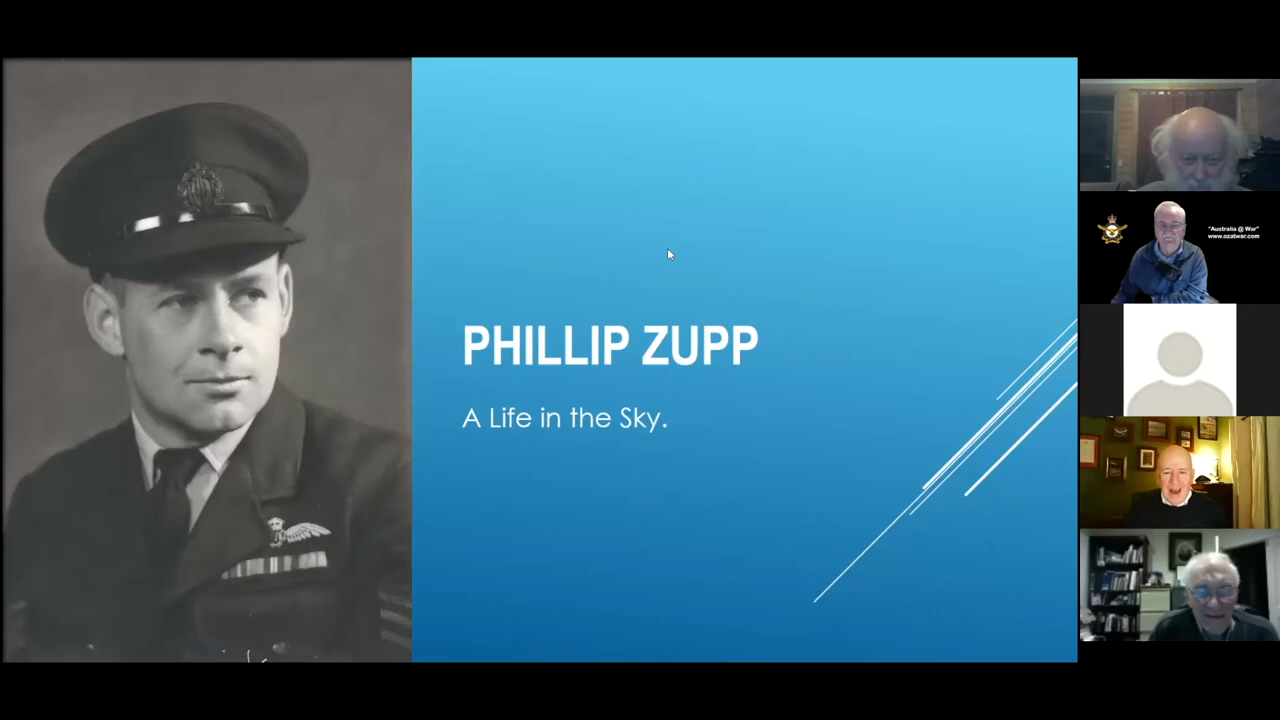 PHILLIP ZUPP
A Life in the Sky.
"Australia @ War"
www.ozatwar.com